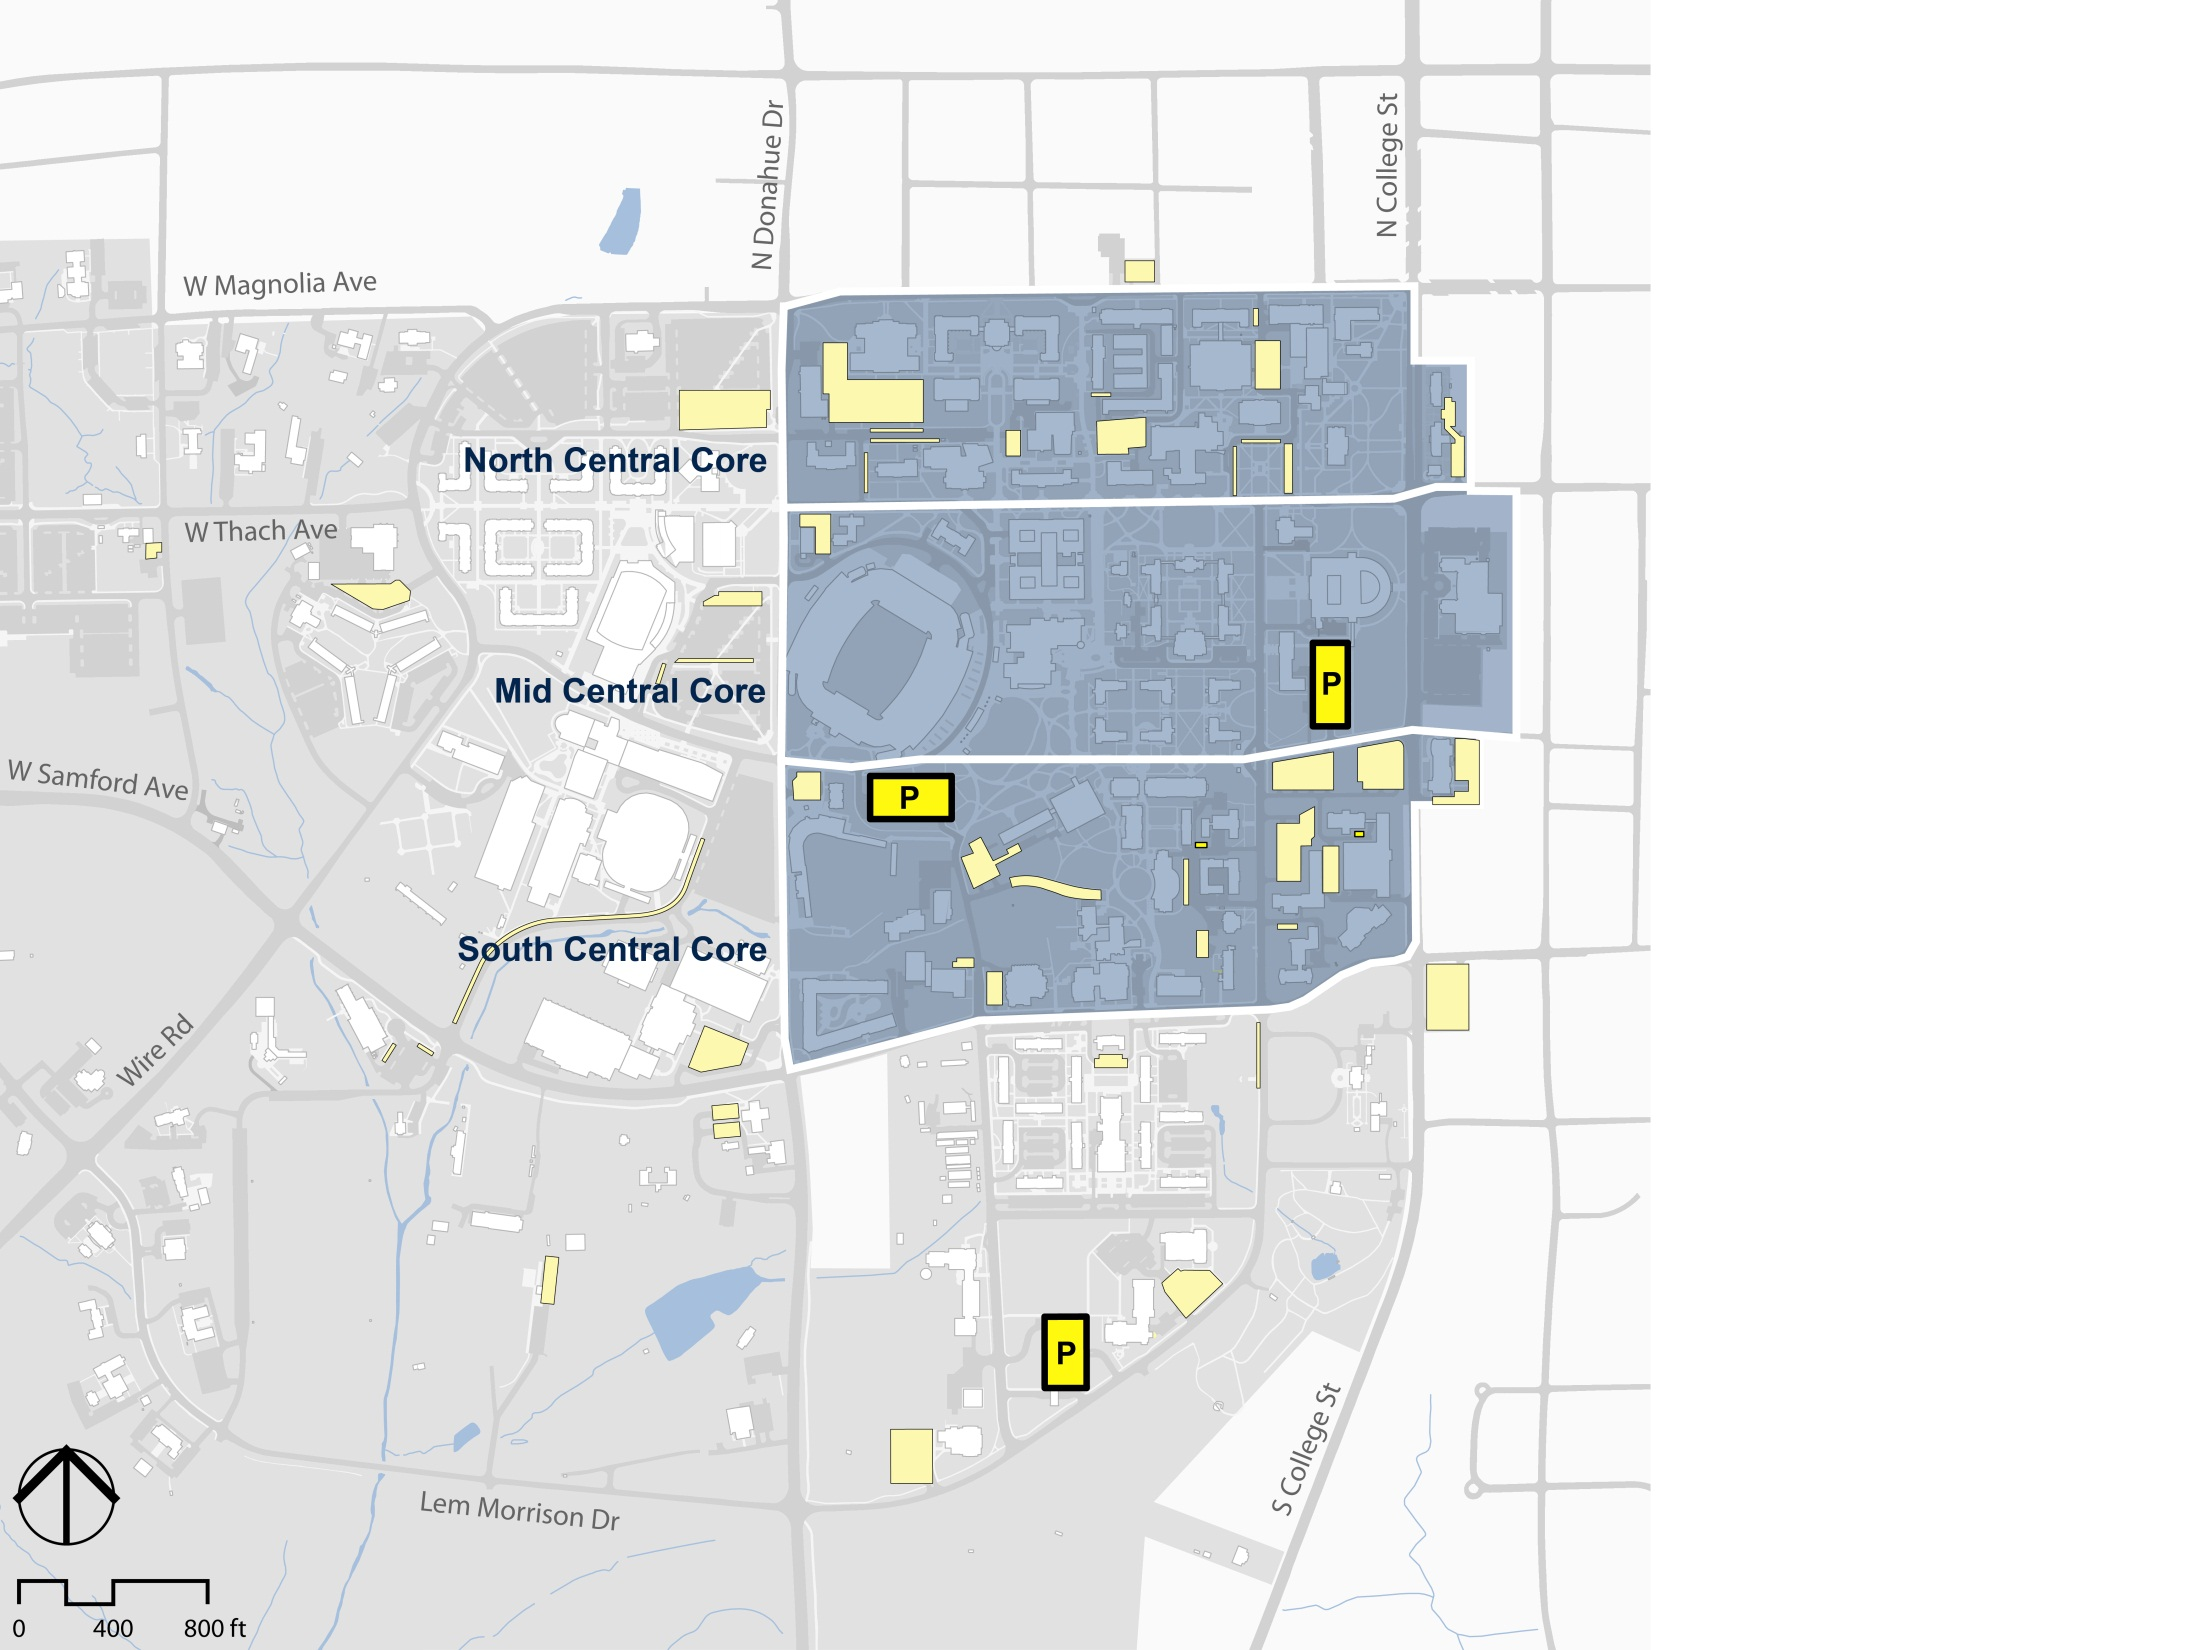 N College St
N Donahue Dr
W Magnolia Ave
North Central Core
W Thach Ave
P
Mid Central Core
W Samford Ave
P
South Central Core
Wire Rd
P
S College St
Lem Morrison Dr
0 400 800 ft